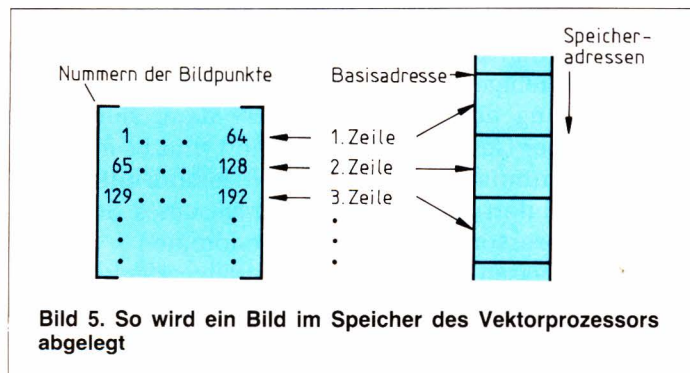 Speicher-
adressen
Nummern der Bildpunkte
Basisadresse
1 . . . 64
1. Zeile
65 . . . 128
2. Zeile
129 . . . 192
3. Zeile
Bild 5. So wird ein Bild im Speicher des Vektorprozessors
abgelegt